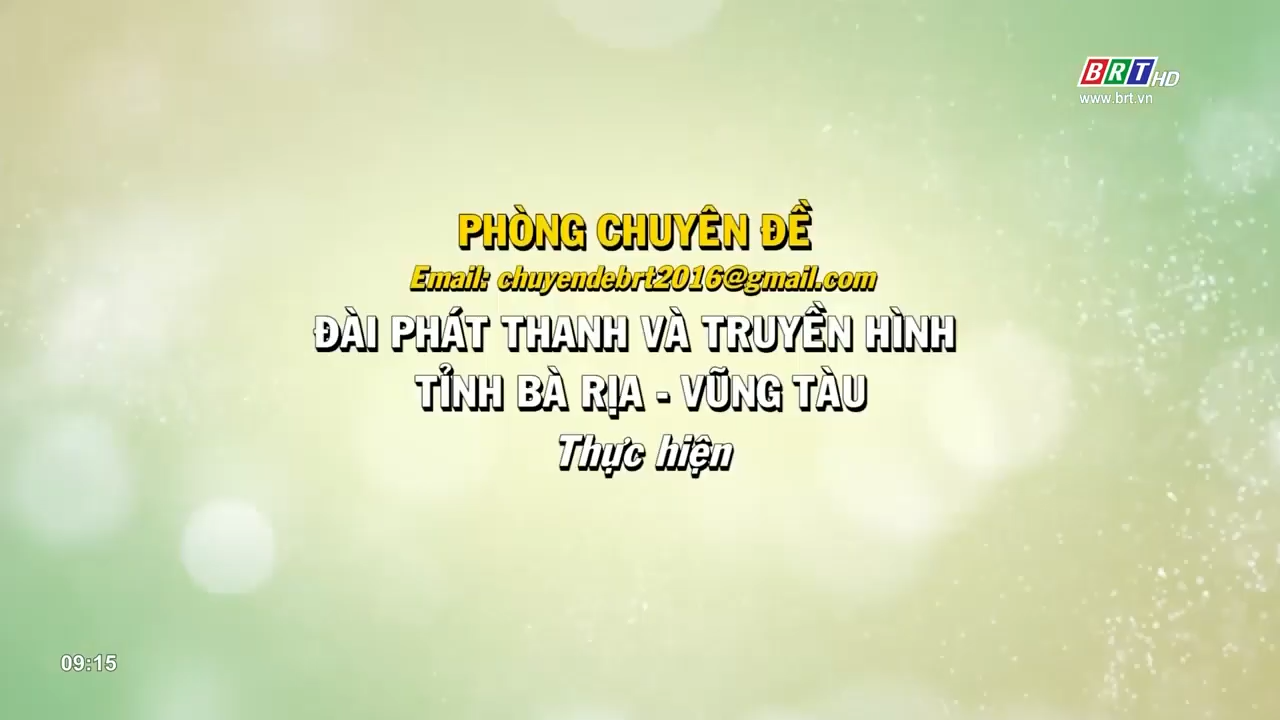 BRT HD
www.brt.vn
PHÒNG CHUYÊN ĐỀ
Email: chuyendebrt2016@gmail.com
ĐÀI PHÁT THANH VÀ TRUYỀN HÌNH
TỈNH BÀ RỊA - VŨNG TÀU
Thực hiện
09:15